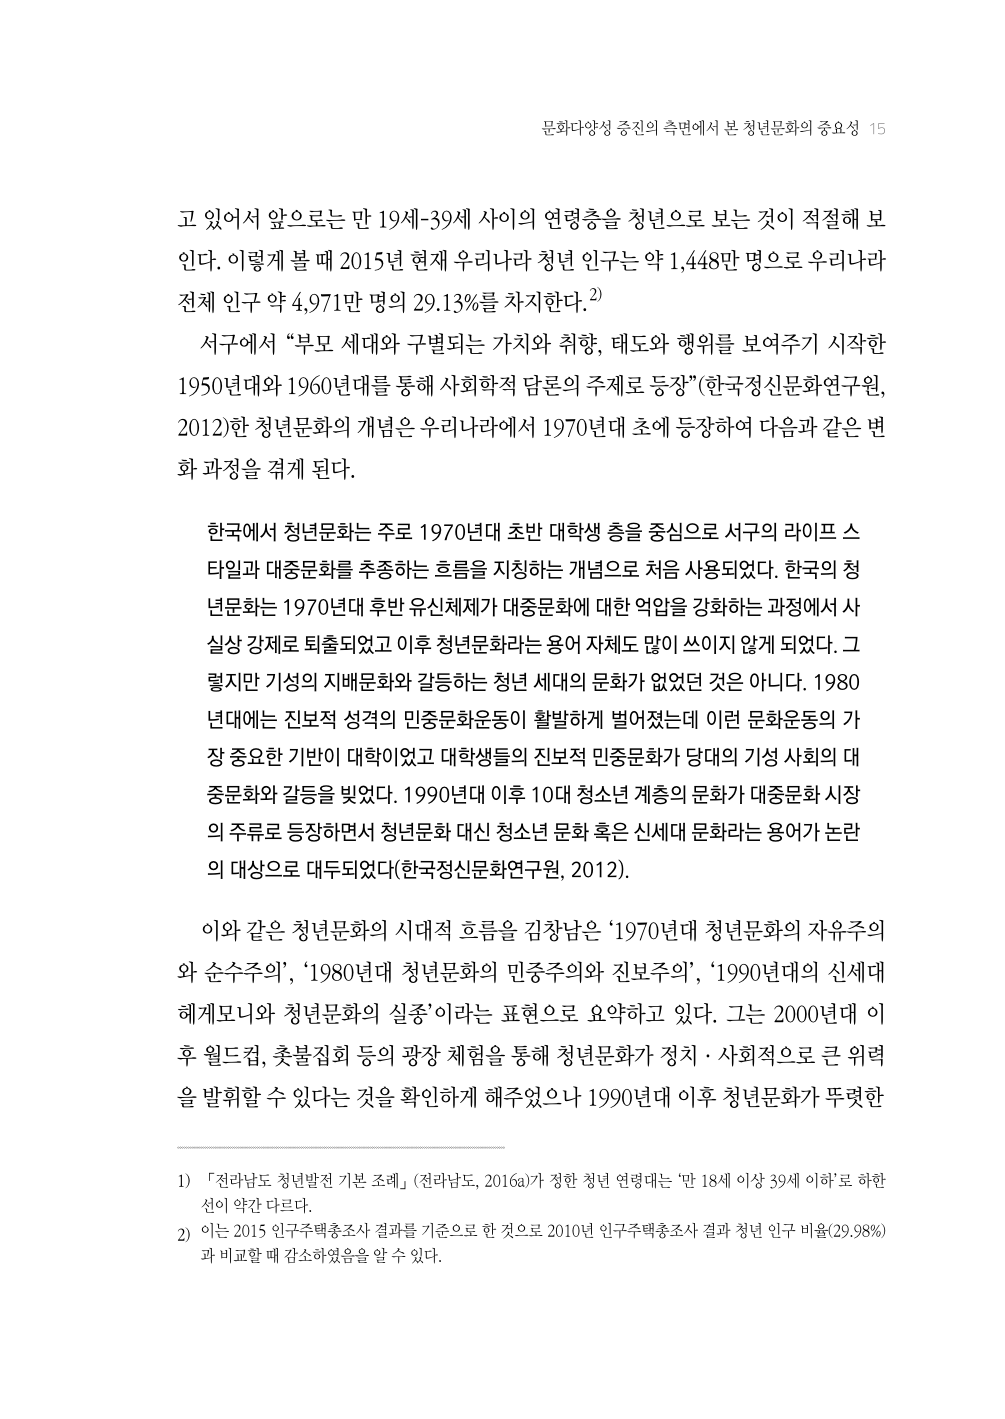 문화다양성 증진의 측면에서 본 청년문화의 중요성 15
고 있어서 앞으로는 만 19세-39세 사이의 연령층을 청년으로 보는 것이 적절해 보
인다. 이렇게 볼 때 2015년 현재 우리나라 청년 인구는 약 1,448만 명으로 우리나라
전체 인구 약 4,971만 명의 29.13%를 차지한다.2)
서구에서 “부모 세대와 구별되는 가치와 취향, 태도와 행위를 보여주기 시작한
1950년대와 1960년대를 통해 사회학적 담론의 주제로 등장”(한국정신문화연구원,
2012)한 청년문화의 개념은 우리나라에서 1970년대 초에 등장하여 다음과 같은 변
화 과정을 겪게 된다.
한국에서 청년문화는 주로 1970년대 초반 대학생 층을 중심으로 서구의 라이프 스
타일과 대중문화를 추종하는 흐름을 지칭하는 개념으로 처음 사용되었다. 한국의 청
년문화는 1970년대 후반 유신체제가 대중문화에 대한 억압을 강화하는 과정에서 사
실상 강제로 퇴출되었고 이후 청년문화라는 용어 자체도 많이 쓰이지 않게 되었다. 그
렇지만 기성의 지배문화와 갈등하는 청년 세대의 문화가 없었던 것은 아니다. 1980
년대에는 진보적 성격의 민중문화운동이 활발하게 벌어졌는데 이런 문화운동의 가
장 중요한 기반이 대학이었고 대학생들의 진보적 민중문화가 당대의 기성 사회의 대
중문화와 갈등을 빚었다. 1990년대 이후 10대 청소년 계층의 문화가 대중문화 시장
의 주류로 등장하면서 청년문화 대신 청소년 문화 혹은 신세대 문화라는 용어가 논란
의 대상으로 대두되었다(한국정신문화연구원, 2012).
이와 같은 청년문화의 시대적 흐름을 김창남은 ‘1970년대 청년문화의 자유주의
와 순수주의’, ‘1980년대 청년문화의 민중주의와 진보주의’, ‘1990년대의 신세대
헤게모니와 청년문화의 실종’이라는 표현으로 요약하고 있다. 그는 2000년대 이
후 월드컵, 촛불집회 등의 광장 체험을 통해 청년문화가 정치 · 사회적으로 큰 위력
을 발휘할 수 있다는 것을 확인하게 해주었으나 1990년대 이후 청년문화가 뚜렷한
1) 「전라남도 청년발전 기본 조례」(전라남도, 2016a)가 정한 청년 연령대는 ‘만 18세 이상 39세 이하’로 하한
선이 약간 다르다.
2) 이는 2015 인구주택총조사 결과를 기준으로 한 것으로 2010년 인구주택총조사 결과 청년 인구 비율(29.98%)
과 비교할 때 감소하였음을 알 수 있다.